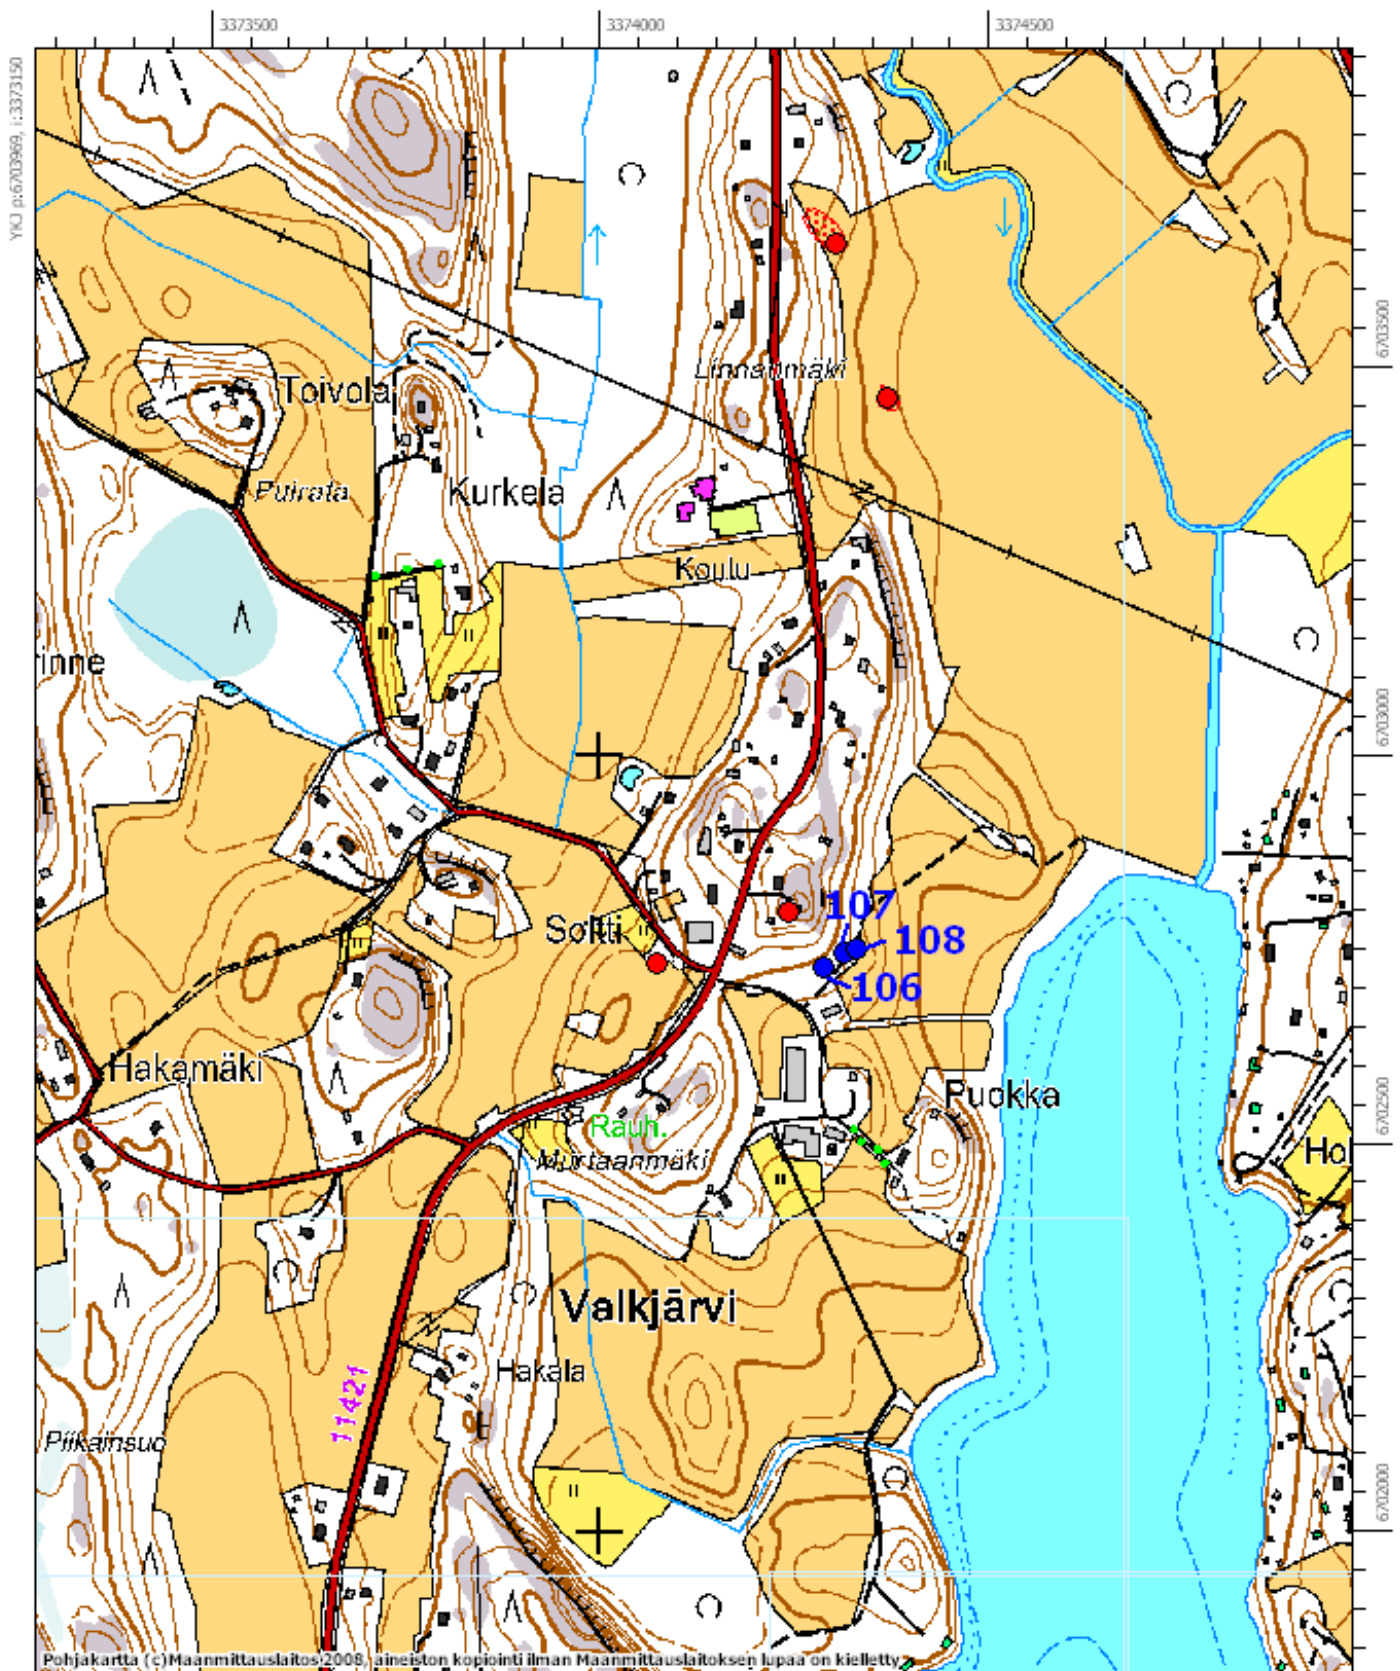 3373500
3374000
3374500
YKJ p:6703969, i:3373150
6703500
Linnanmäki
Toivola
Puirata
Kurkela
Koulu
rinne
6703000
107
Soltti
108
106
Hakamäki
Puokka
6702500
Rauh.
Hol
Murtaanmäki
Valkjärvi
Hakala
11421
Piikainsuo
6702000
Pohjakartta (c)Maanmittauslaitos 2008, aineiston kopiointi ilman Maanmittauslaitoksen lupaa on kielletty